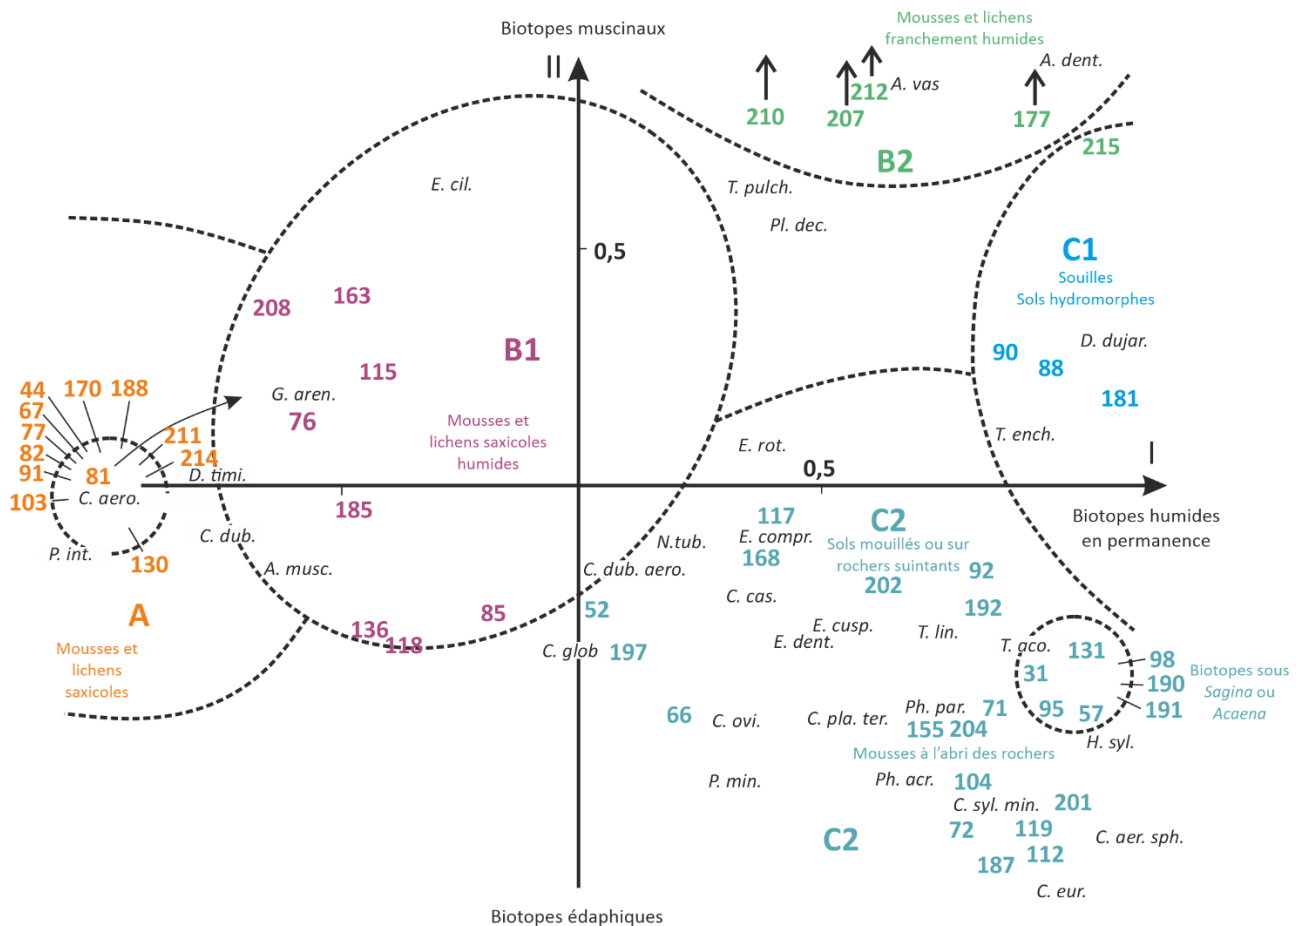 Biotopes muscinaux
II
Mousses et lichens
franchement humides
A. dent.
A. vas
212
210
207
177
215
B2
E. cil.
T. pulch.
Pl. dec.
0,5
C1
Souilles
Sols hydromorphes
208
163
B1
90
88
D. dujar.
181
115
G. aren.
76
Mousses et
lichens saxicoles
humides
44
170
188
67
77
82
91
103
81
211
214
C. aero.
D. timi.
P. int.
130
A
Mousses et
lichens
saxicoles
E. rot.
0,5
T. ench.
I
Biotopes humides
en permanence
185
C. dub.
A. musc.
N.tub.
117
E. compr.
168
C2
Sols mouillés ou sur
rochers suintants
202
92
192
C. dub. aero.
C. cas.
52
85
136
118
C. glob
197
E. cusp.
E. dent.
T. lin.
T. aco.
131
31
98
190
191
95
57
H. syl.
Biotopes sous
Sagina ou
Acaena
66
C. ovi.
C. pla. ter.
Ph. par.
71
155
204
Mousses à l'abri des rochers
P. min.
Ph. acr.
104
C. syl. min.
201
72
119
C. aer. sph.
C2
112
187
C. eur.
Biotopes édaphiques